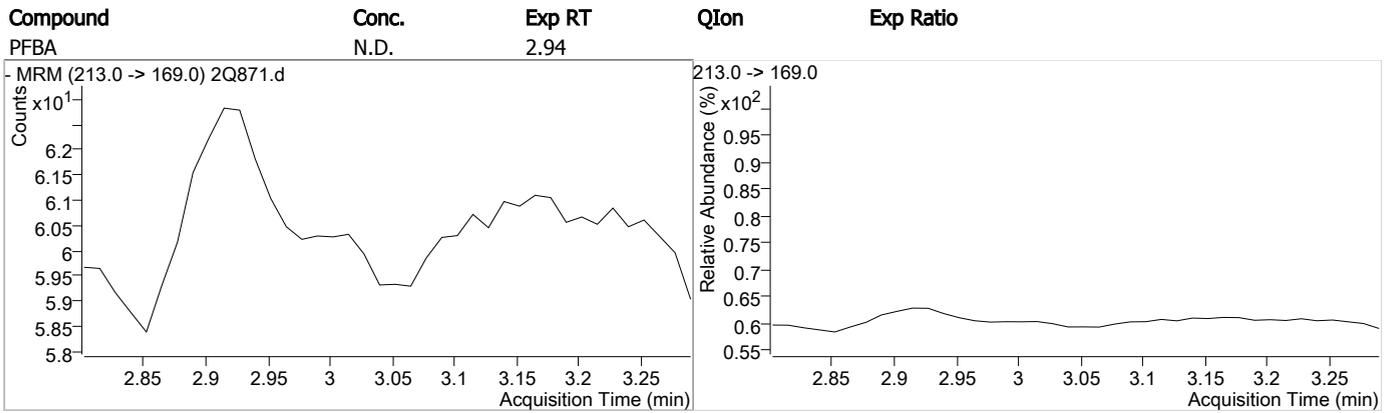 Compound Conc. Exp RT QIon Exp Ratio
PFBA N.D. 2.94
- MRM (213.0 -> 169.0) 2Q871.d
Counts
x10^1
6.2
6.15
6.1
6.05
6
5.95
5.9
5.85
5.8
2.85 2.9 2.95 3 3.05 3.1 3.15 3.2 3.25
Acquisition Time (min)
213.0 -> 169.0
Relative Abundance (%)
x10^2
0.95
0.9
0.85
0.8
0.75
0.7
0.65
0.6
0.55
2.85 2.9 2.95 3 3.05 3.1 3.15 3.2 3.25
Acquisition Time (min)